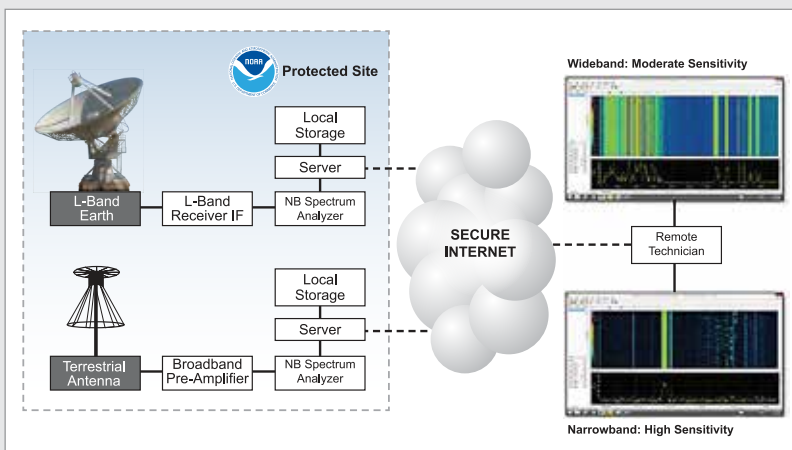 NOAA
Protected Site
Local
Storage
Server
L-Band
Earth
L-Band
Receiver IF
NB Spectrum
Analyzer
Local
Storage
Server
Terrestrial
Antenna
Broadband
Pre-Amplifier
NB Spectrum
Analyzer
SECURE
INTERNET
Wideband: Moderate Sensitivity
Remote
Technician
Narrowband: High Sensitivity